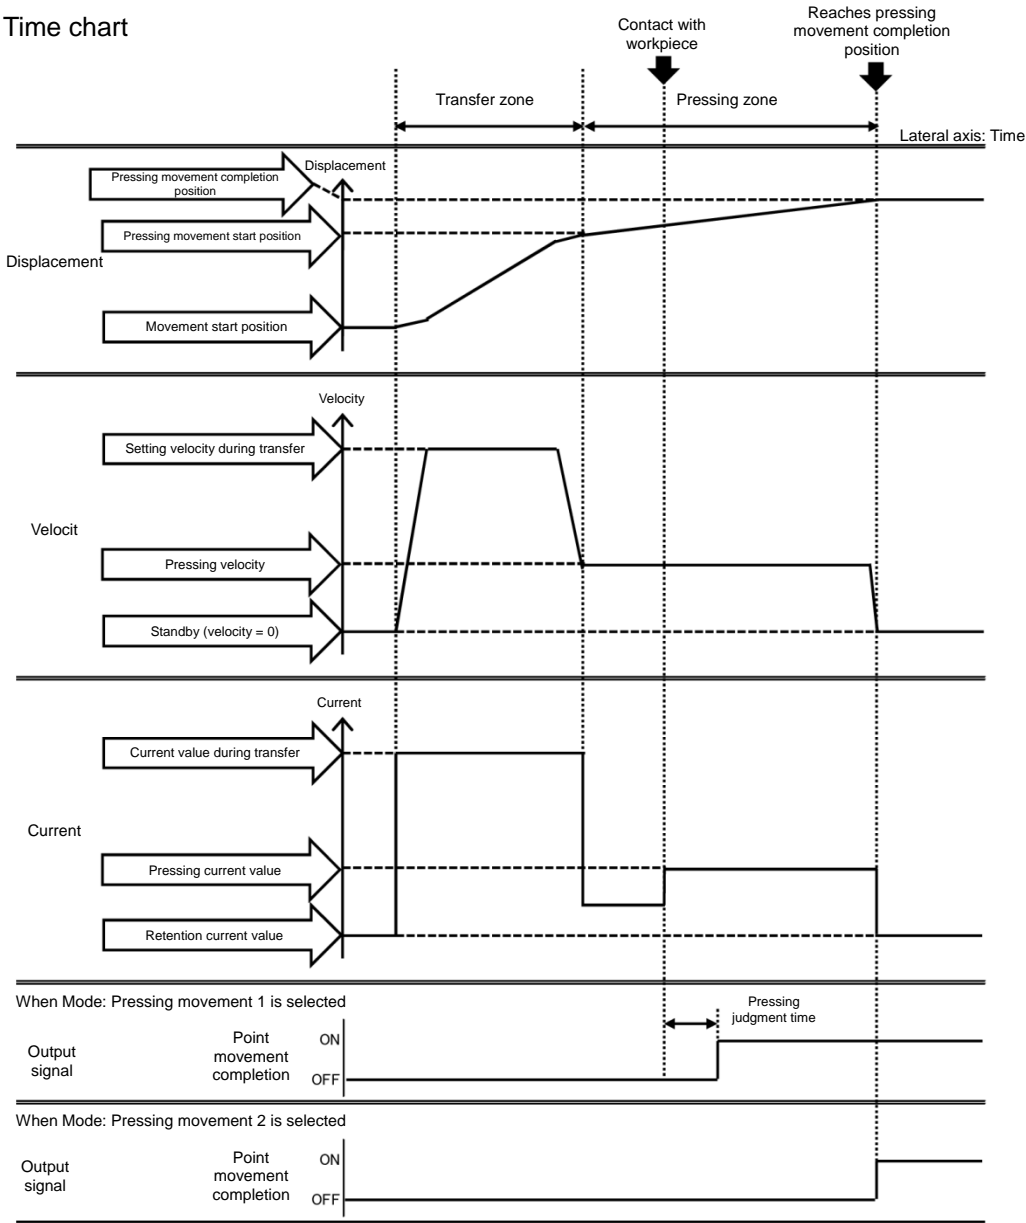 Time chart
Contact with
workpiece
Reaches pressing
movement completion
position
Transfer zone
Pressing zone
Lateral axis: Time
Displacement
Pressing movement completion
position
Pressing movement start position
Displacement
Movement start position
Velocity
Setting velocity during transfer
Velocit
Pressing velocity
Standby (velocity = 0)
Current
Current value during transfer
Current
Pressing current value
Retention current value
When Mode: Pressing movement 1 is selected
Pressing
judgment time
Output
signal
Point
movement
completion
ON
OFF
When Mode: Pressing movement 2 is selected
Output
signal
Point
movement
completion
ON
OFF